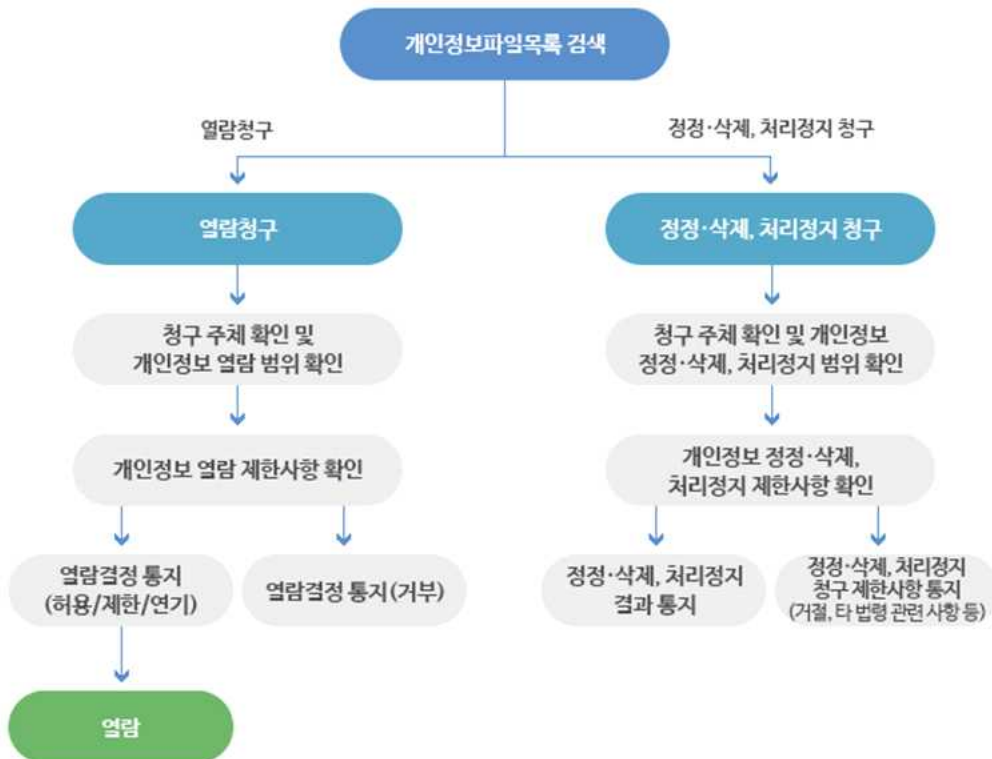 개인정보파일목록 검색
열람청구
정정·삭제, 처리정지 청구
열람청구
정정·삭제, 처리정지 청구
청구 주체 확인 및
개인정보 열람 범위 확인
청구 주체 확인 및 개인정보
정정·삭제, 처리정지 범위 확인
개인정보 열람 제한사항 확인
개인정보 정정·삭제,
처리정지 제한사항 확인
열람결정 통지
(허용/제한/연기)
열람결정 통지(거부)
정정·삭제, 처리정지
결과 통지
정정·삭제, 처리정지
청구 제한사항 통지
(거절, 타 법령 관련 사항 등)
열람